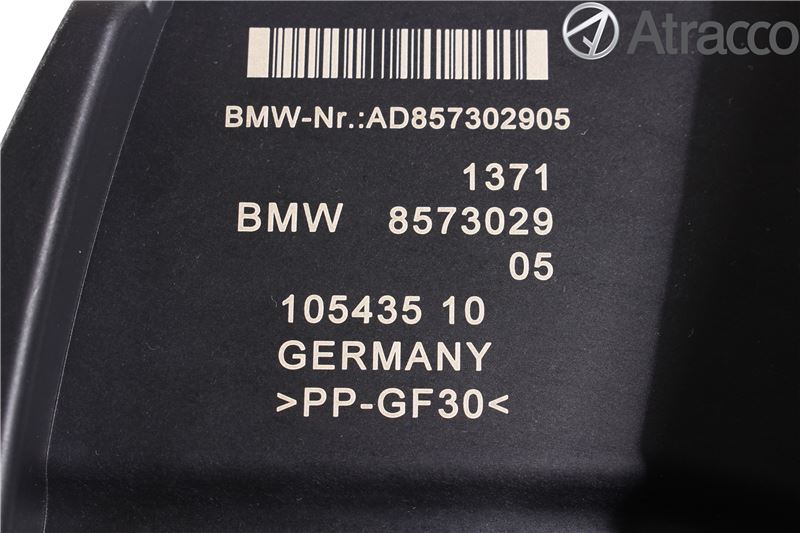 Atracco
BMW-Nr.:AD857302905
1371
BMW 8573029
05
105435 10
GERMANY
>PP-GF30<